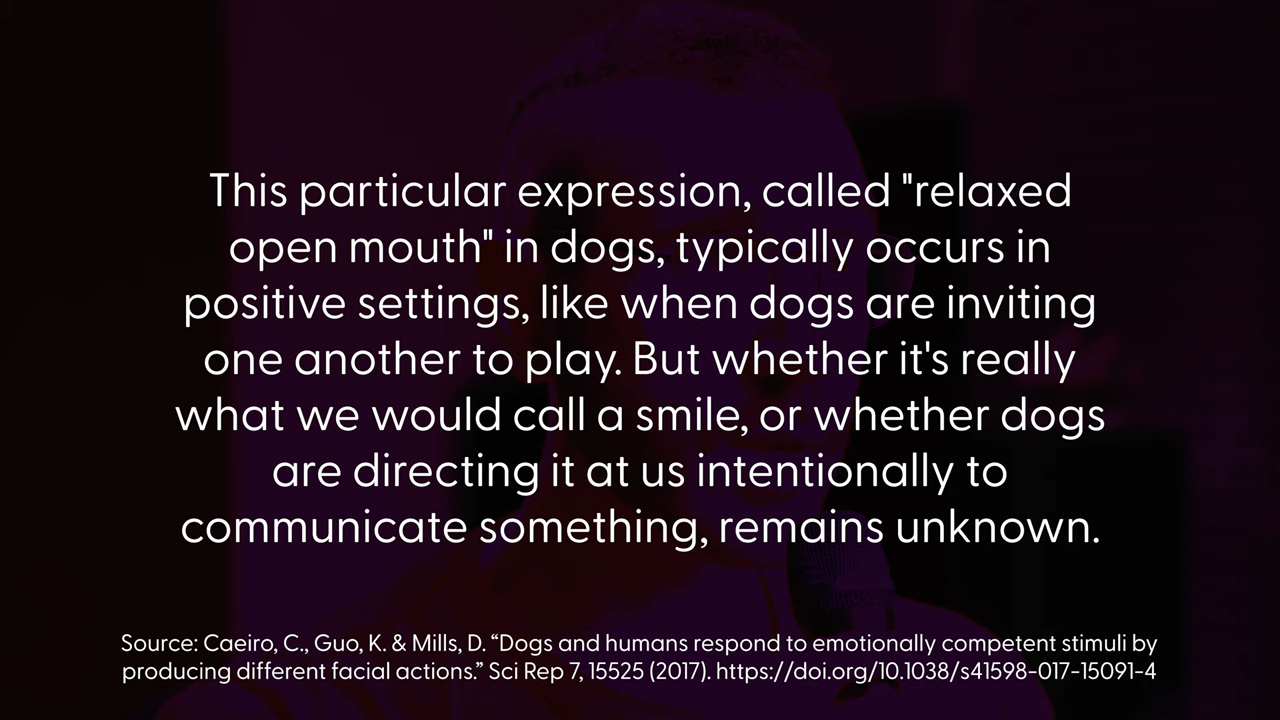 This particular expression, called "relaxed
open mouth" in dogs, typically occurs in
positive settings, like when dogs are inviting
one another to play. But whether it's really
what we would call a smile, or whether dogs
are directing it at us intentionally to
communicate something, remains unknown.
Source: Caeiro, C., Guo, K. & Mills, D. “Dogs and humans respond to emotionally competent stimuli by
producing different facial actions.” Sci Rep 7, 15525 (2017). https://doi.org/10.1038/s41598-017-15091-4